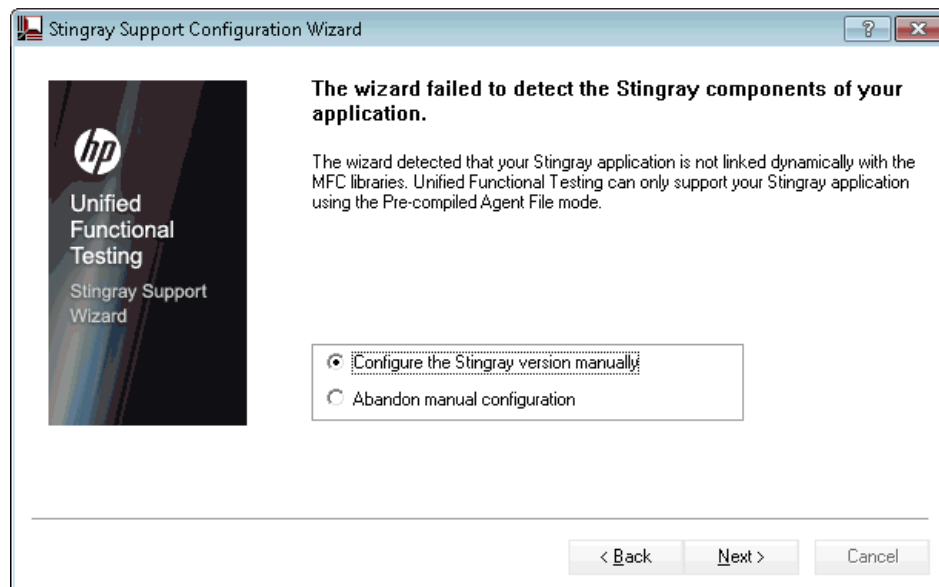 Stingray Support Configuration Wizard
?
hp
Unified
Functional
Testing
Stingray Support
Wizard
The wizard failed to detect the Stingray components of your
application.
The wizard detected that your Stingray application is not linked dynamically with the
MFC libraries. Unified Functional Testing can only support your Stingray application
using the Pre-compiled Agent File mode.
Configure the Stingray version manually
Abandon manual configuration
< Back
Next >
Cancel